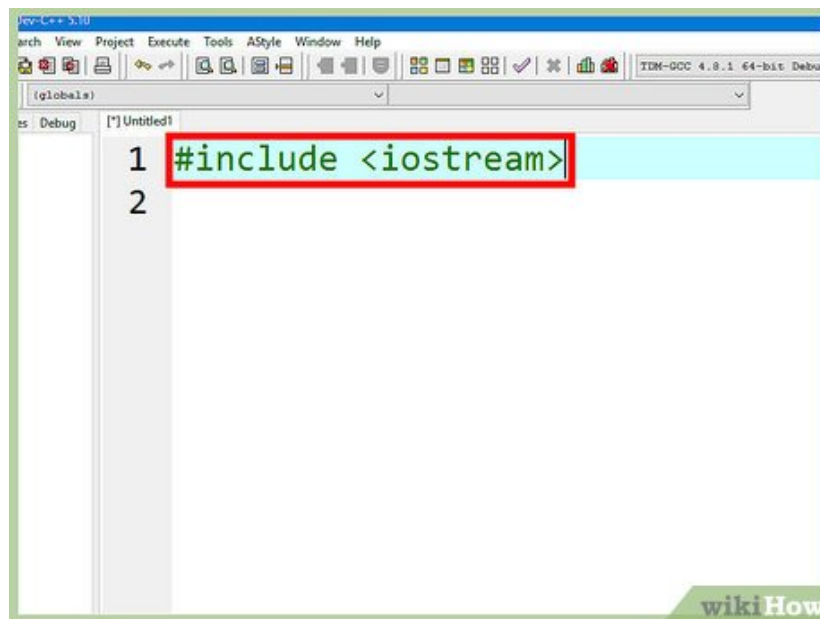 Dev-C++ 5.10
arch View Project Execute Tools AStyle Window Help
TDM-GCC 4.8.1 64-bit Debu
(globals)
es Debug [*] Untitled1
1 #include <iostream>
2
wikiHow